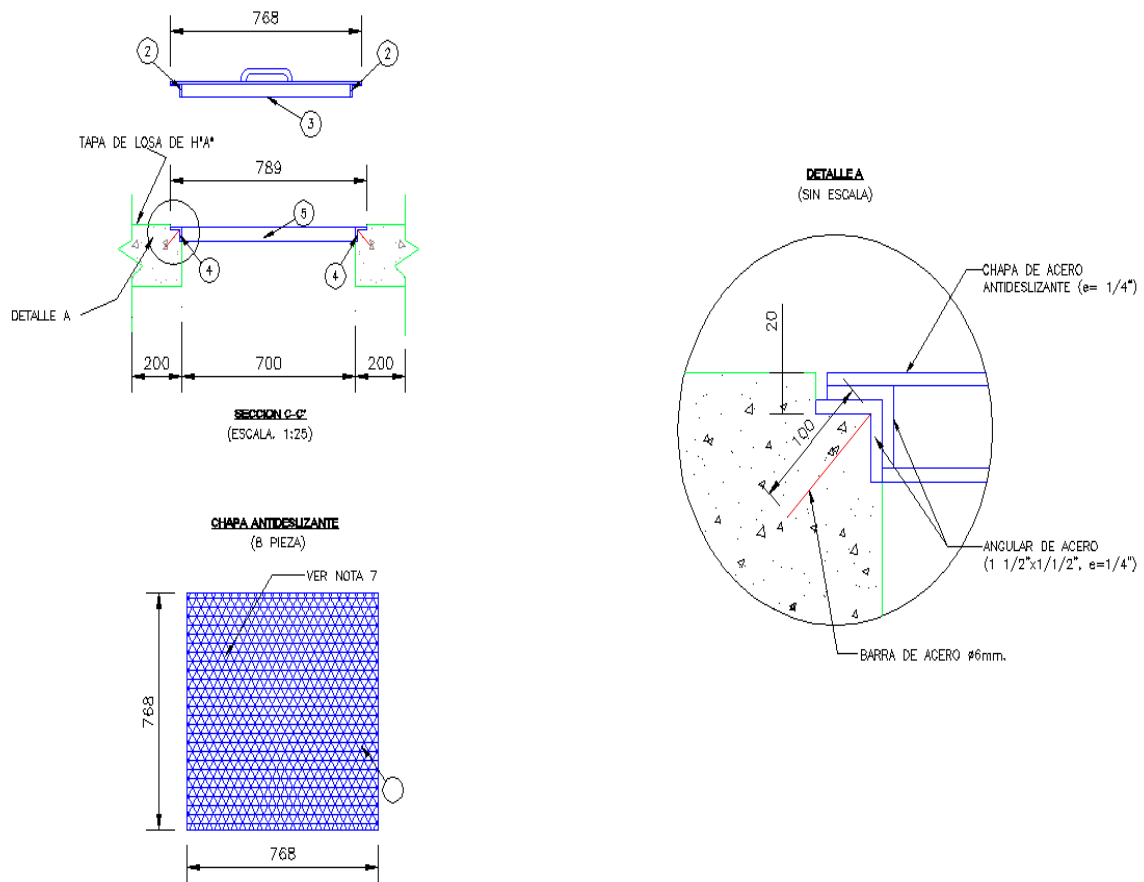 768
2
2
3
TAPA DE LOSA DE H°A°
789
5
4
4
DETALLE A
200
700
200
SECCION C-C'
(ESCALA. 1:25)
CHAPA ANTIDESLIZANTE
(8 PIEZA)
VER NOTA 7
768
768
DETALLE A
(SIN ESCALA)
CHAPA DE ACERO
ANTIDESLIZANTE (e= 1/4")
20
100
ANGULAR DE ACERO
(1 1/2"x1/1/2", e=1/4")
BARRA DE ACERO ø6mm.